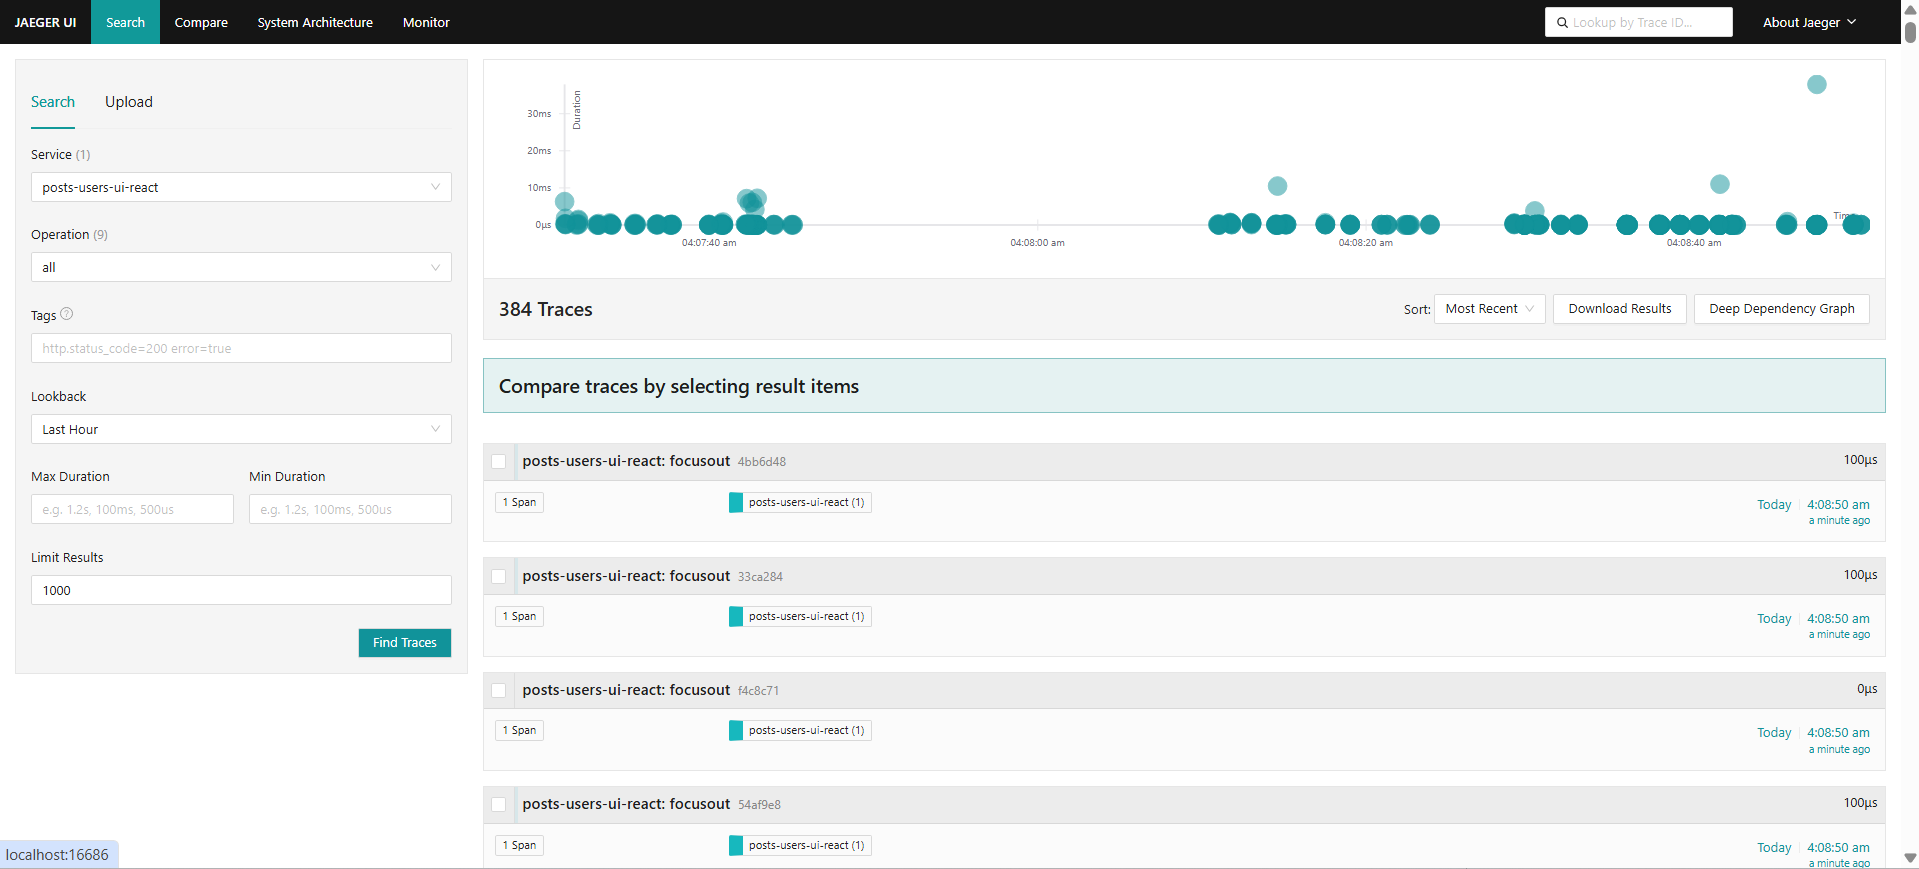 JAEGER UI Search Compare System Architecture Monitor Lookup by Trace ID... About Jaeger
Search Upload
Service (1)
posts-users-ui-react
Operation (9)
all
Tags ?
http.status_code=200 error=true
Lookback
Last Hour
Max Duration Min Duration
e.g. 1.2s, 100ms, 500us e.g. 1.2s, 100ms, 500us
Limit Results
1000
Find Traces
Duration
30ms
20ms
10ms
0μs
Time
04:07:40 am 04:08:00 am 04:08:20 am 04:08:40 am
384 Traces Sort: Most Recent Download Results Deep Dependency Graph
Compare traces by selecting result items
posts-users-ui-react: focusout 4bb6d48 100μs
1 Span posts-users-ui-react (1) Today 4:08:50 am
a minute ago
posts-users-ui-react: focusout 33ca284 100μs
1 Span posts-users-ui-react (1) Today 4:08:50 am
a minute ago
posts-users-ui-react: focusout f4c8c71 0μs
1 Span posts-users-ui-react (1) Today 4:08:50 am
a minute ago
posts-users-ui-react: focusout 54af9e8 100μs
1 Span posts-users-ui-react (1) Today 4:08:50 am
a minute ago
localhost:16686